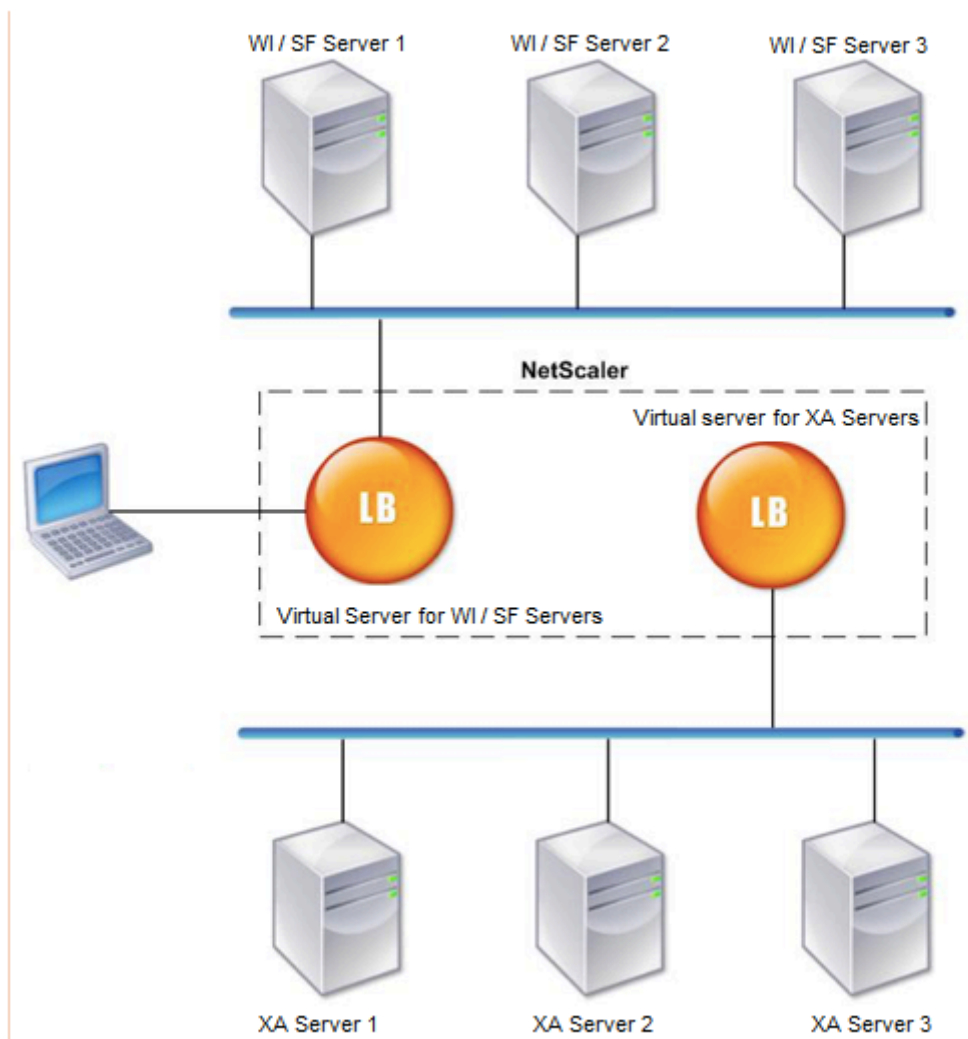 WI / SF Server 1
WI / SF Server 2
WI / SF Server 3
NetScaler
Virtual server for XA Servers
LB
LB
Virtual Server for WI / SF Servers
XA Server 1
XA Server 2
XA Server 3